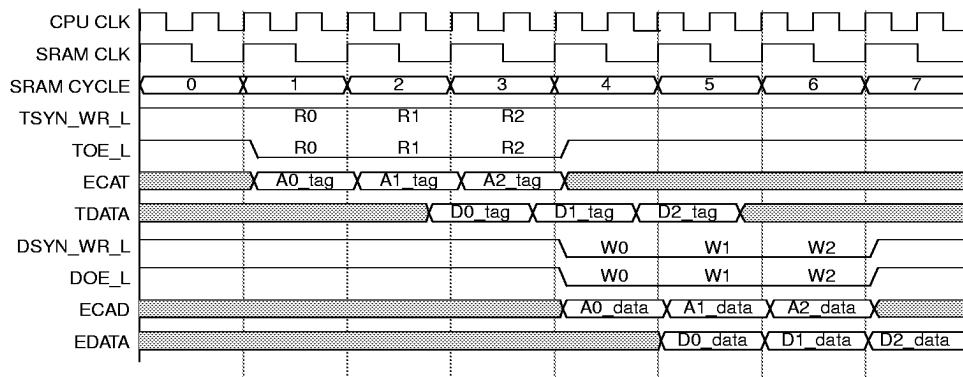 CPU CLK
SRAM CLK
SRAM CYCLE 0 1 2 3 4 5 6 7
TSYN_WR_L R0 R1 R2
TOE_L R0 R1 R2
ECAT A0_tag A1_tag A2_tag
TDATA D0_tag D1_tag D2_tag
DSYN_WR_L W0 W1 W2
DOE_L W0 W1 W2
ECAD A0_data A1_data A2_data
EDATA D0_data D1_data D2_data